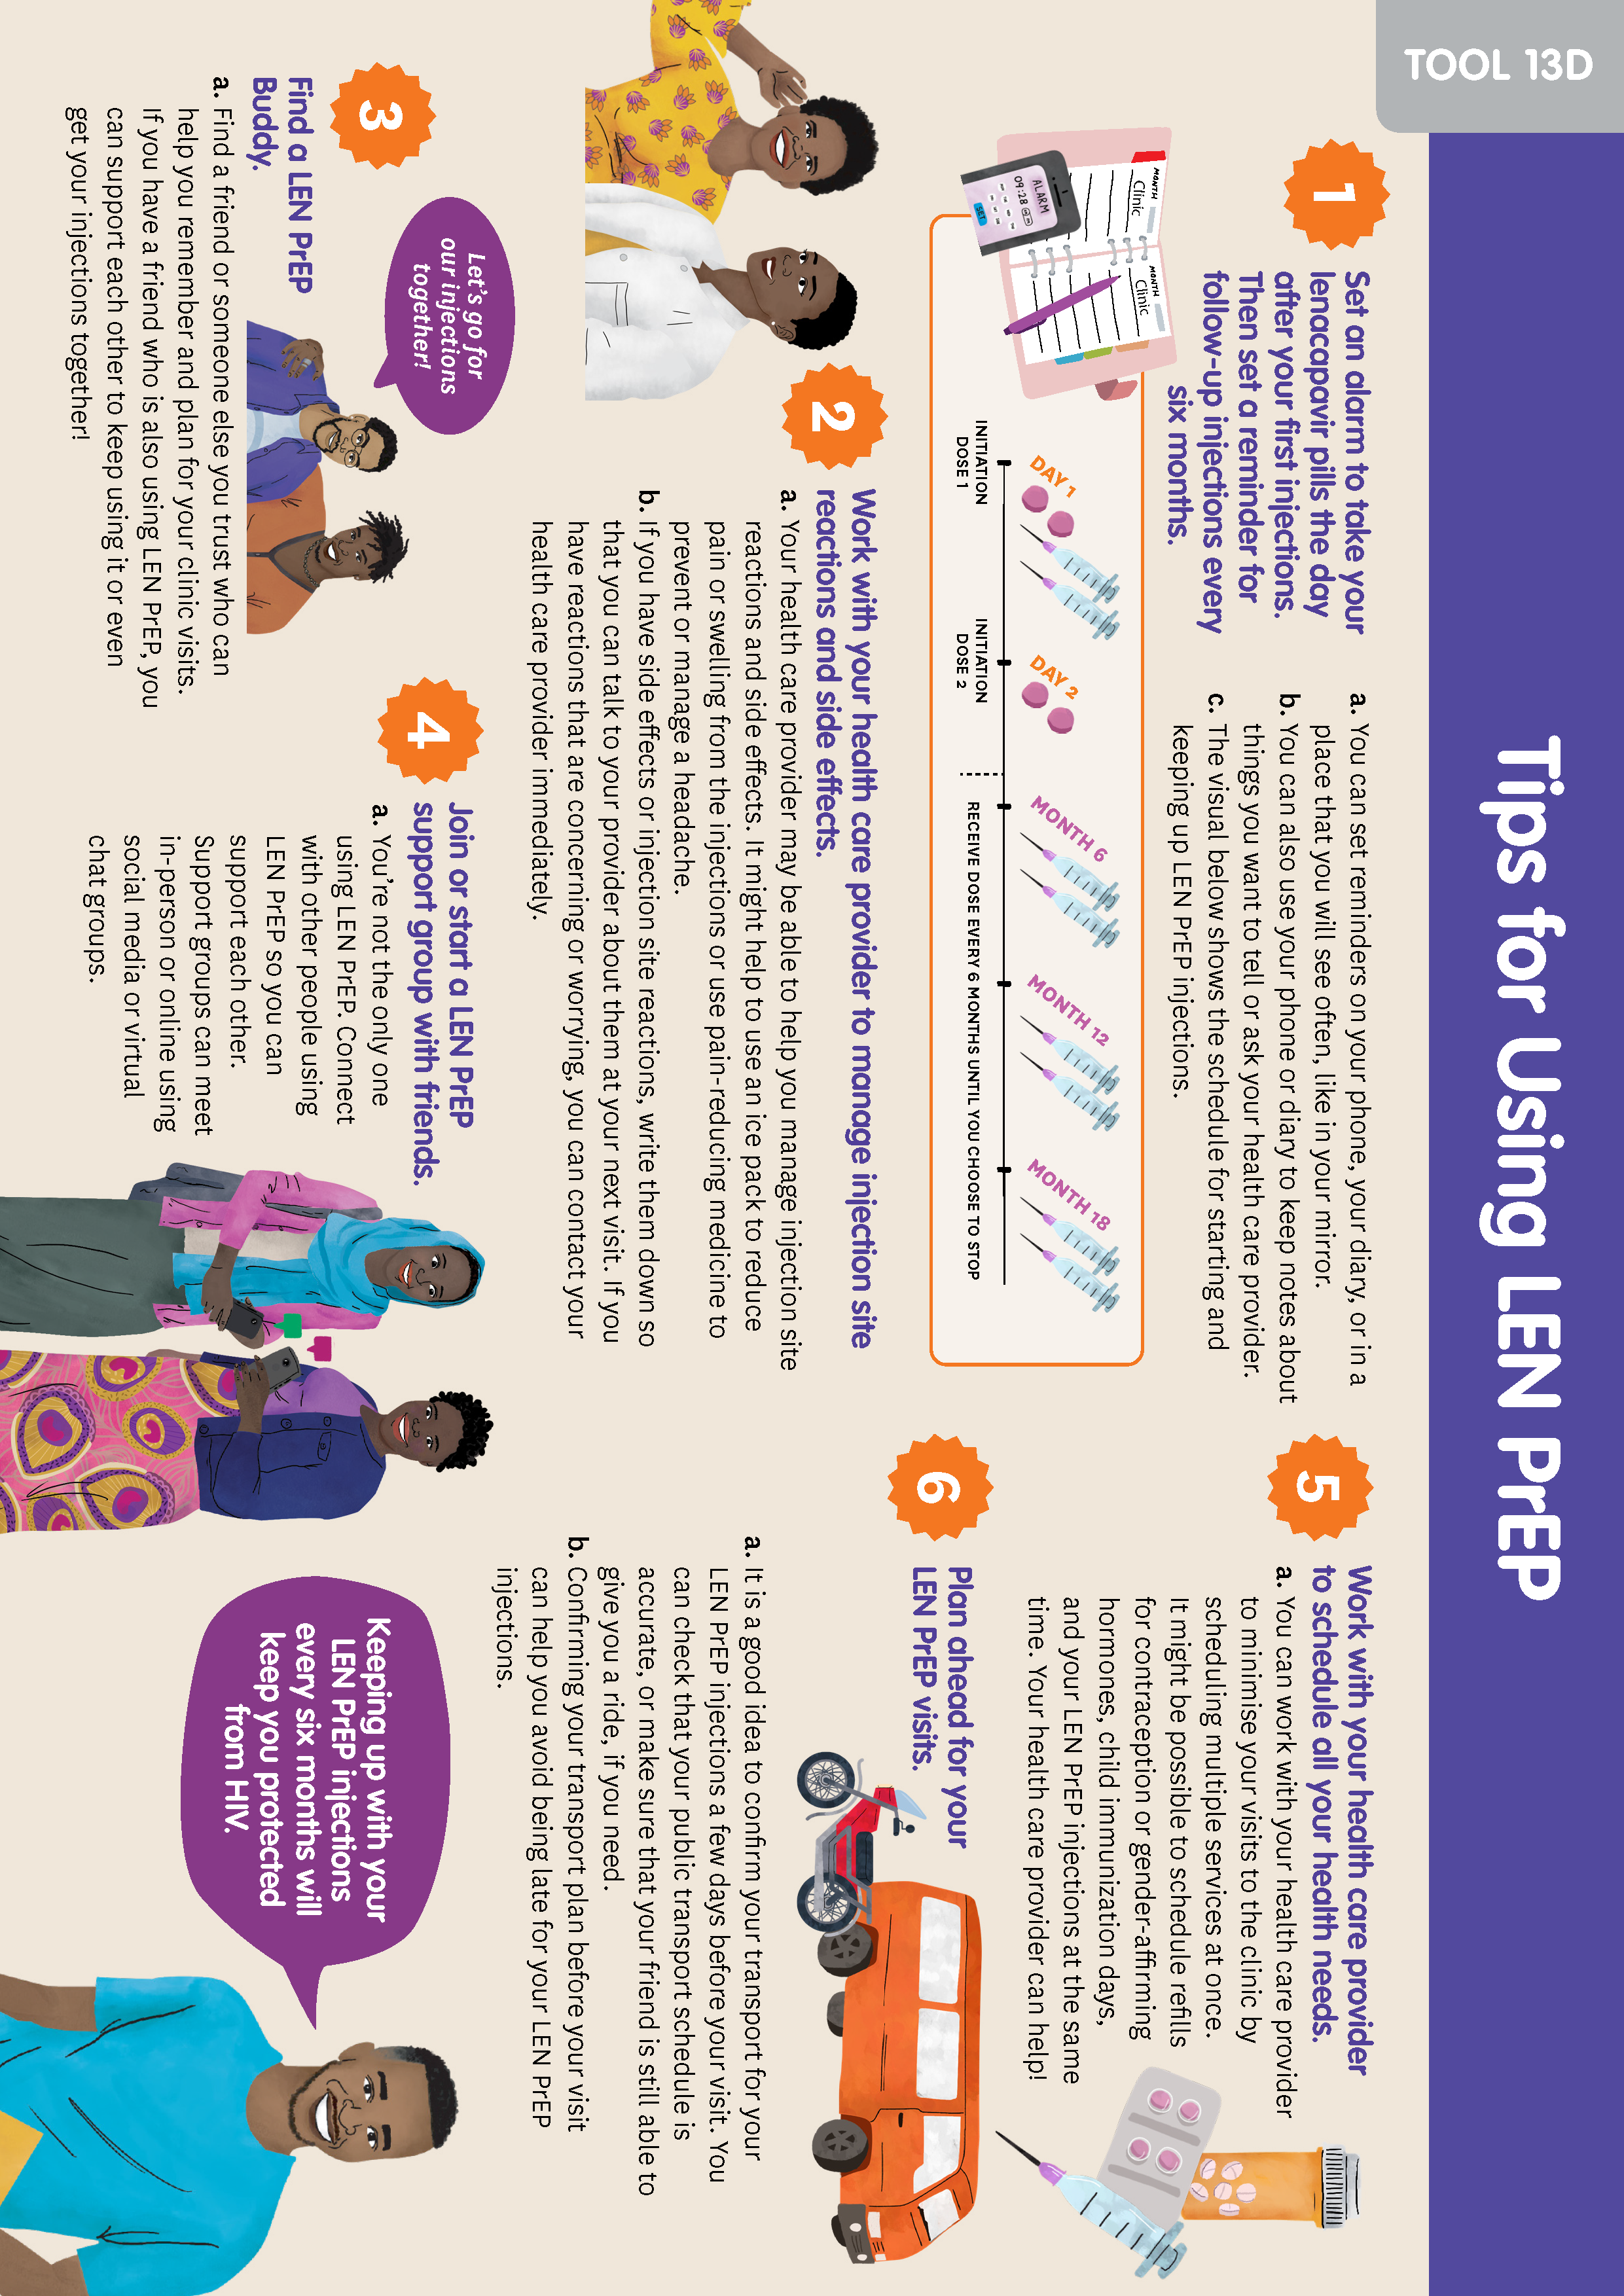 TOOL 13D
Tips for Using LEN PrEP
1
Set an alarm to take your
lenacapavir pills the day
after your first injections.
Then set a reminder for
follow-up injections every
six months.
a. You can set reminders on your phone, your diary, or in a
place that you will see often, like in your mirror.
b. You can also use your phone or diary to keep notes about
things you want to tell or ask your health care provider.
c. The visual below shows the schedule for starting and
keeping up LEN PrEP injections.
MONTH
Clinic
MONTH
Clinic
ALARM
09:28
SET
DAY 1
DAY 2
MONTH 6
MONTH 12
MONTH 18
INITIATION
DOSE 1
INITIATION
DOSE 2
RECEIVE DOSE EVERY 6 MONTHS UNTIL YOU CHOOSE TO STOP
2
Work with your health care provider to manage injection site
reactions and side effects.
a. Your health care provider may be able to help you manage injection site
reactions and side effects. It might help to use an ice pack to reduce
pain or swelling from the injections or use pain-reducing medicine to
prevent or manage a headache.
b. If you have side effects or injection site reactions, write them down so
that you can talk to your provider about them at your next visit. If you
have reactions that are concerning or worrying, you can contact your
health care provider immediately.
3
Find a LEN PrEP
Buddy.
Let's go for
our injections
together!
a. Find a friend or someone else you trust who can
help you remember and plan for your clinic visits.
If you have a friend who is also using LEN PrEP, you
can support each other to keep using it or even
get your injections together!
4
Join or start a LEN PrEP
support group with friends.
a. You're not the only one
using LEN PrEP. Connect
with other people using
LEN PrEP so you can
support each other.
Support groups can meet
in-person or online using
social media or virtual
chat groups.
5
Work with your health care provider
to schedule all your health needs.
a. You can work with your health care provider
to minimise your visits to the clinic by
scheduling multiple services at once.
It might be possible to schedule refills
for contraception or gender-affirming
hormones, child immunization days,
and your LEN PrEP injections at the same
time. Your health care provider can help!
6
Plan ahead for your
LEN PrEP visits.
a. It is a good idea to confirm your transport for your
LEN PrEP injections a few days before your visit. You
can check that your public transport schedule is
accurate, or make sure that your friend is still able to
give you a ride, if you need.
b. Confirming your transport plan before your visit
can help you avoid being late for your LEN PrEP
injections.
Keeping up with your
LEN PrEP injections
every six months will
keep you protected
from HIV.